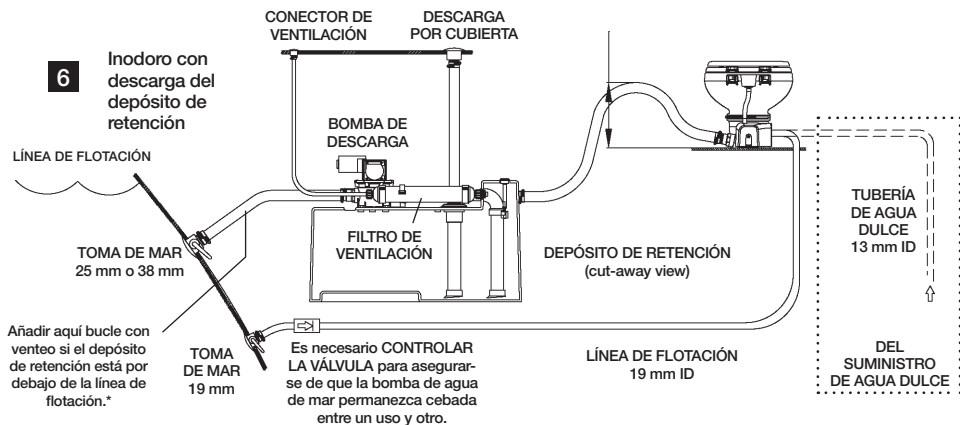 CONECTOR DE
VENTILACIÓN
DESCARGA
POR CUBIERTA
6
Inodoro con
descarga del
depósito de
retención
BOMBA DE
DESCARGA
LÍNEA DE FLOTACIÓN
TOMA DE MAR
25 mm o 38 mm
FILTRO DE
VENTILACIÓN
DEPÓSITO DE RETENCIÓN
(cut-away view)
TUBERÍA
DE AGUA
DULCE
13 mm ID
Añadir aquí bucle con
venteo si el depósito
de retención está por
debajo de la línea de
flotación.*
TOMA
DE MAR
19 mm
Es necesario CONTROLAR
LA VÁLVULA para asegurar-
se de que la bomba de agua
de mar permanezca cebada
entre un uso y otro.
LÍNEA DE FLOTACIÓN
19 mm ID
DEL
SUMINISTRO
DE AGUA DULCE